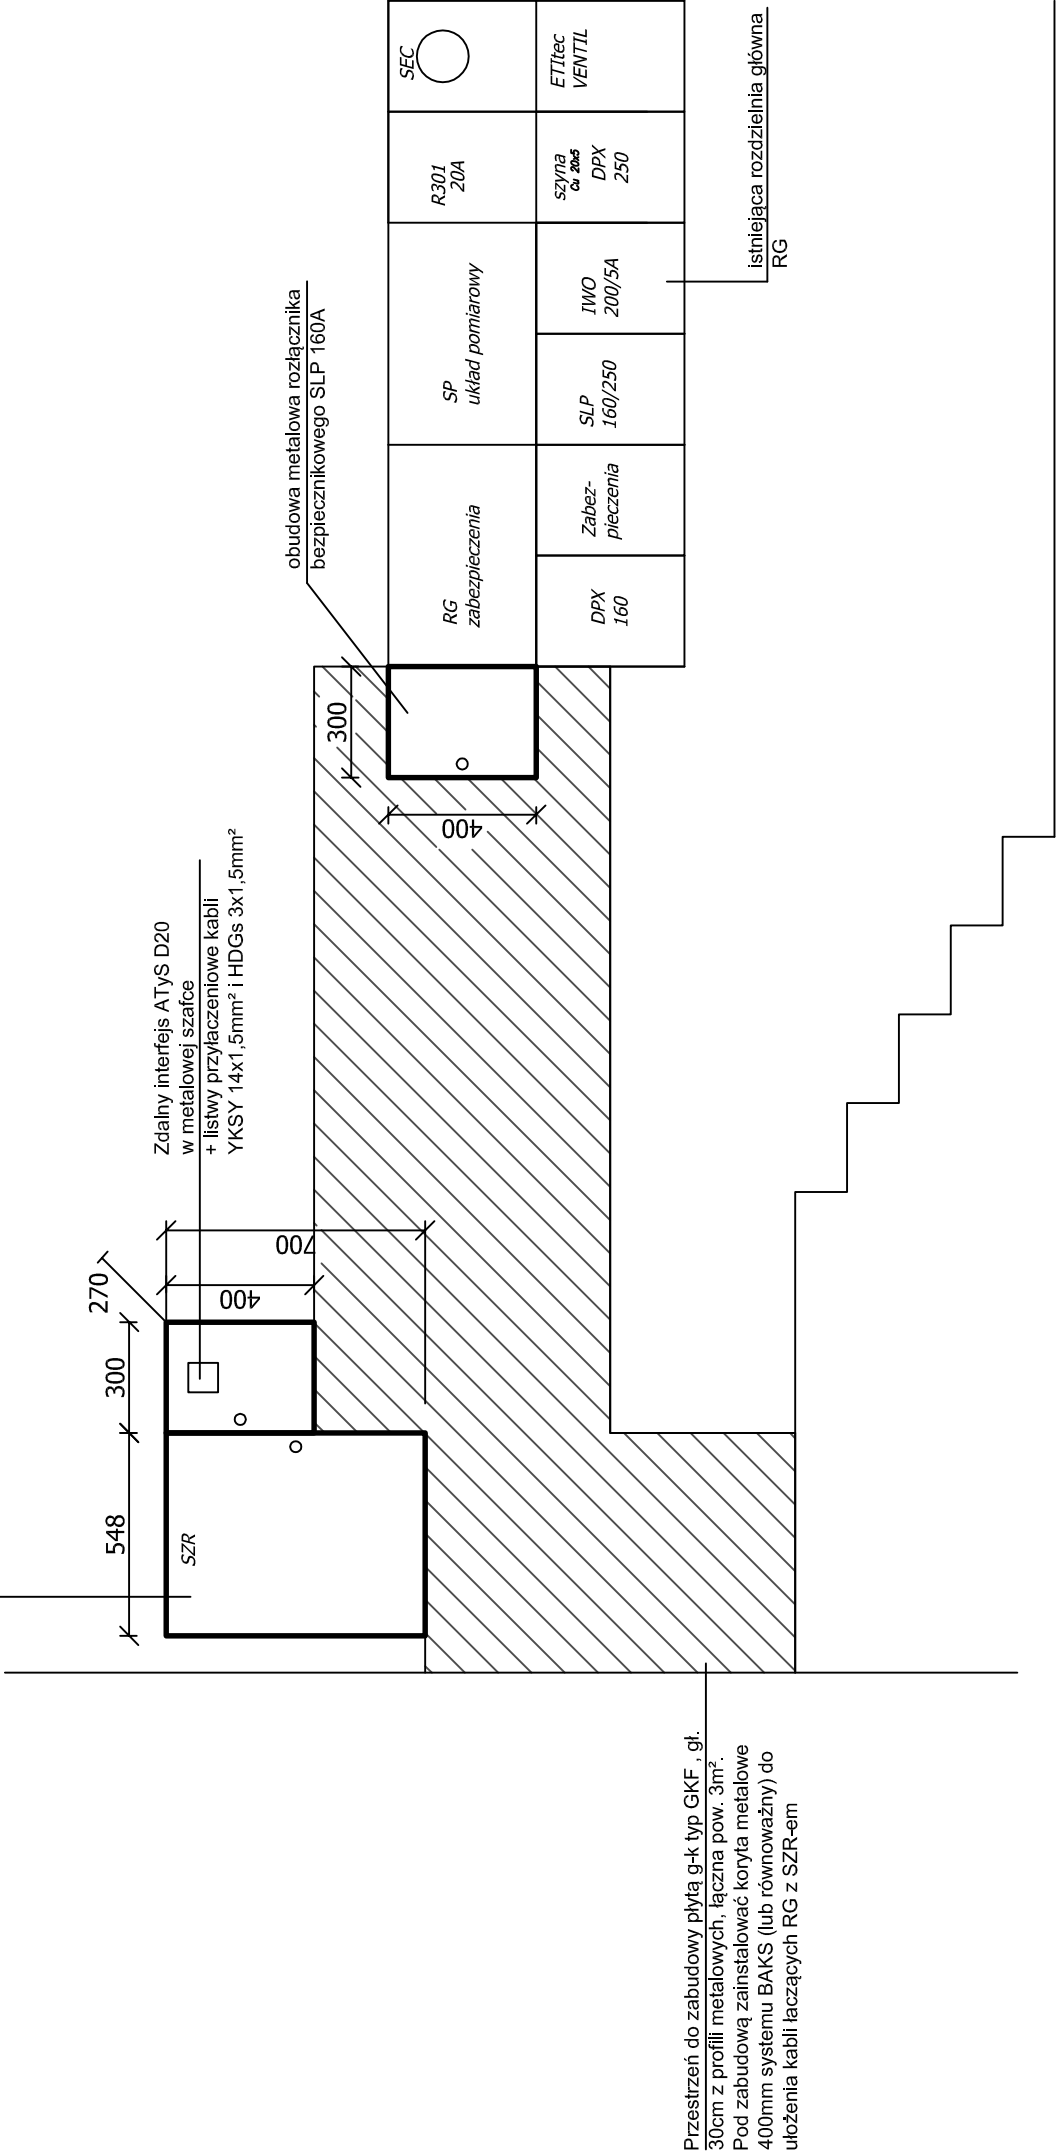 Przestrzeń do zabudowy płytą g-k typ GKF , gł.
30cm z profili metalowych, łączna pow. 3m².
Pod zabudową zainstalować koryta metalowe
400mm systemu BAKS (lub równoważny) do
ułożenia kabli łaczących RG z SZR-em
548
300
270
SZR
400
700
Zdalny interfejs ATyS D20
w metalowej szafce
+ listwy przyłaczeniowe kabli
YKSY 14x1,5mm² i HDGs 3x1,5mm²
300
400
obudowa metalowa rozłącznika
bezpiecznikowego SLP 160A
RG
zabezpieczenia
SP
układ pomiarowy
R301
20A
SEC
DPX
160
Zabez-
pieczenia
SLP
160/250
IWO
200/5A
szyna
Cu 20x5
DPX
250
ETItec
VENTIL
istniejąca rozdzielnia główna
RG